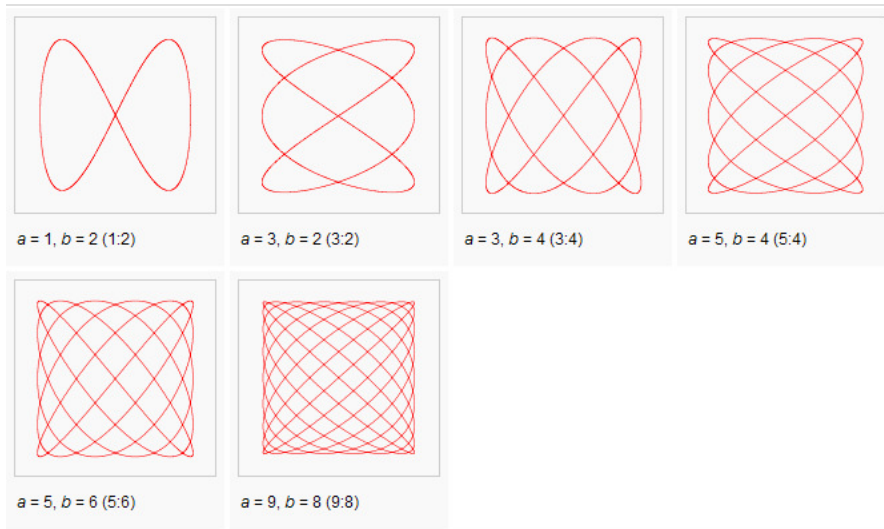 a = 1, b = 2 (1:2)
a = 3, b = 2 (3:2)
a = 3, b = 4 (3:4)
a = 5, b = 4 (5:4)
a = 5, b = 6 (5:6)
a = 9, b = 8 (9:8)